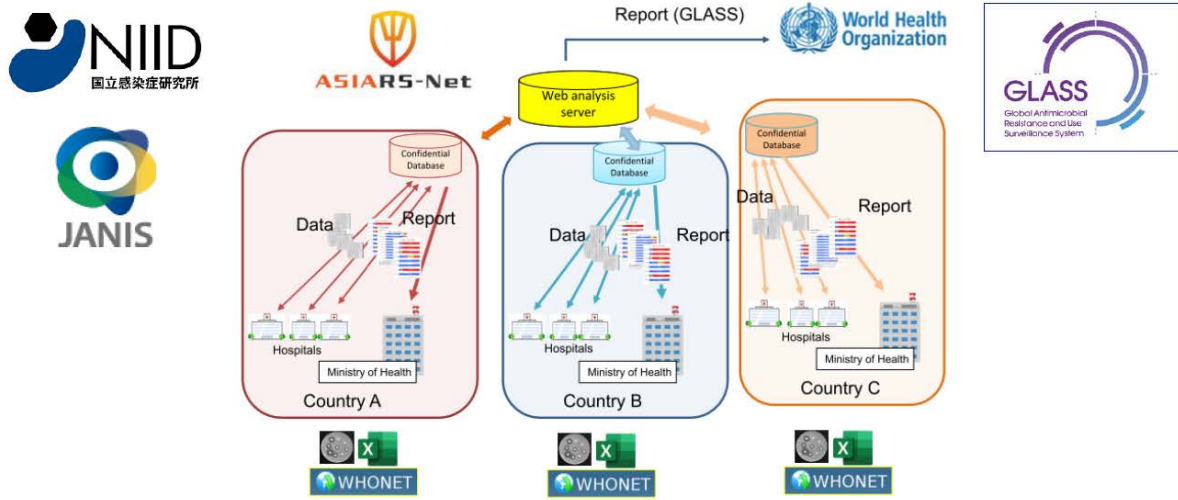 NIID
国立感染症研究所
JANIS
ASIARS-Net
Report (GLASS)
World Health
Organization
GLASS
Global Antimicrobial
Resistance and Use
Surveillance System
Web analysis
server
Confidential
Database
Data
Report
Hospitals
Ministry of Health
Country A
Confidential
Database
Data
Report
Hospitals
Ministry of Health
Country B
Confidential
Database
Data
Report
Hospitals
Ministry of Health
Country C
X
WHONET
X
WHONET
X
WHONET